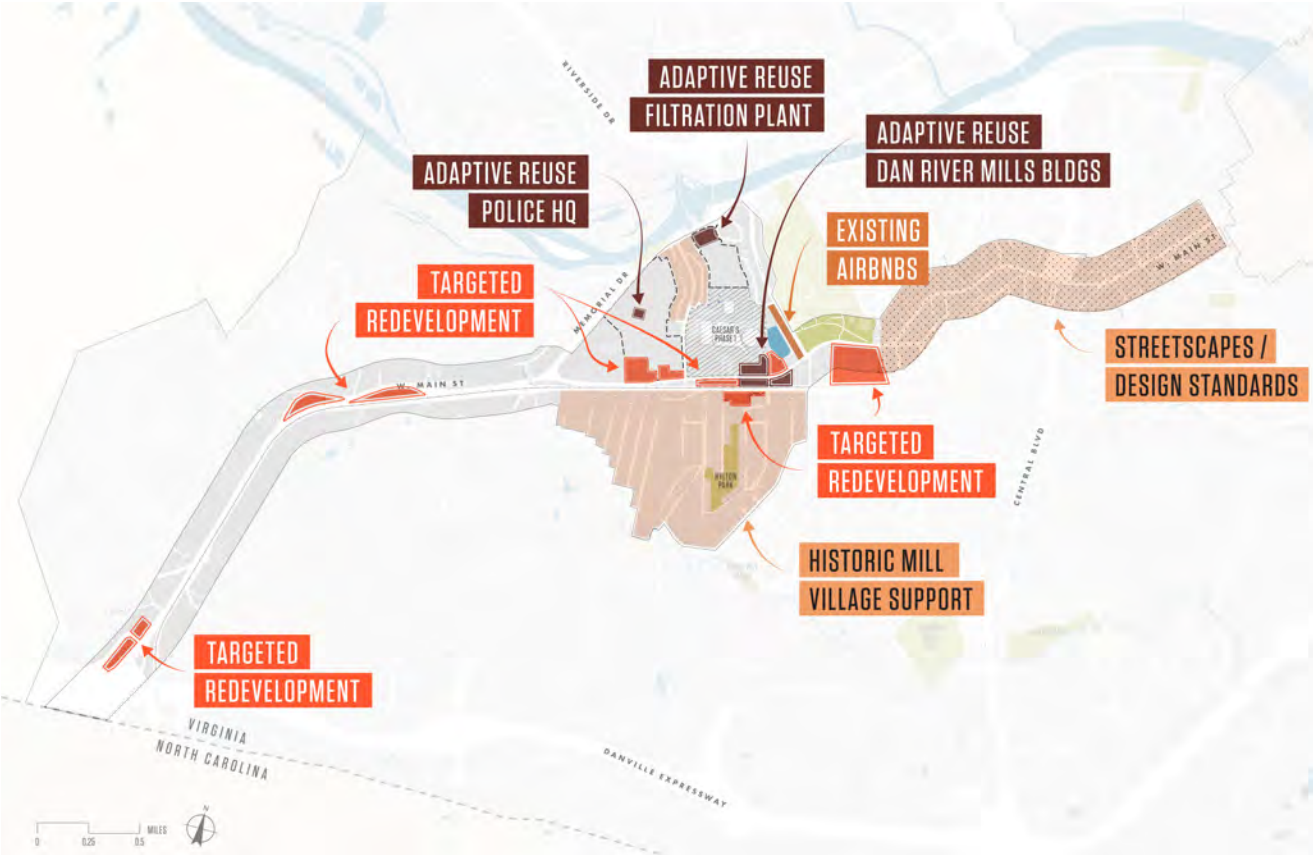 RIVERSIDE DR
ADAPTIVE REUSE
FILTRATION PLANT
ADAPTIVE REUSE
DAN RIVER MILLS BLDGS
ADAPTIVE REUSE
POLICE HQ
EXISTING
AIRBNBS
W. MAIN ST
TARGETED
REDEVELOPMENT
MEMORIAL DR
CAESAR'S
PHASE 1
STREETSCAPES /
DESIGN STANDARDS
W. MAIN ST
TARGETED
REDEVELOPMENT
CENTRAL BLVD
HYLTON
PARK
HISTORIC MILL
VILLAGE SUPPORT
TARGETED
REDEVELOPMENT
VIRGINIA
NORTH CAROLINA
DANVILLE EXPRESSWAY
N
MILES
0 0.25 0.5